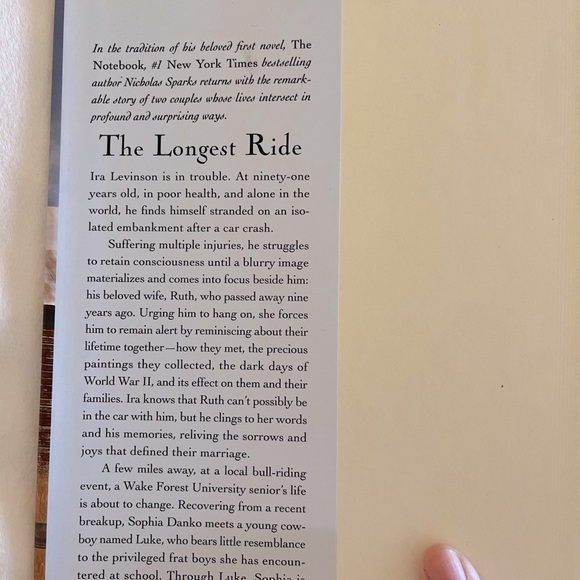 In the tradition of his beloved first novel, The
Notebook, #1 New York Times bestselling
author Nicholas Sparks returns with the remark-
able story of two couples whose lives intersect in
profound and surprising ways.
The Longest Ride
Ira Levinson is in trouble. At ninety-one
years old, in poor health, and alone in the
world, he finds himself stranded on an iso-
lated embankment after a car crash.
Suffering multiple injuries, he struggles
to retain consciousness until a blurry image
materializes and comes into focus beside him:
his beloved wife, Ruth, who passed away nine
years ago. Urging him to hang on, she forces
him to remain alert by reminiscing about their
lifetime together—how they met, the precious
paintings they collected, the dark days of
World War II, and its effect on them and their
families. Ira knows that Ruth can't possibly be
in the car with him, but he clings to her words
and his memories, reliving the sorrows and
joys that defined their marriage.
A few miles away, at a local bull-riding
event, a Wake Forest University senior's life
is about to change. Recovering from a recent
breakup, Sophia Danko meets a young cow-
boy named Luke, who bears little resemblance
to the privileged frat boys she has encoun-
tered at school. Through Luke, Sophia is